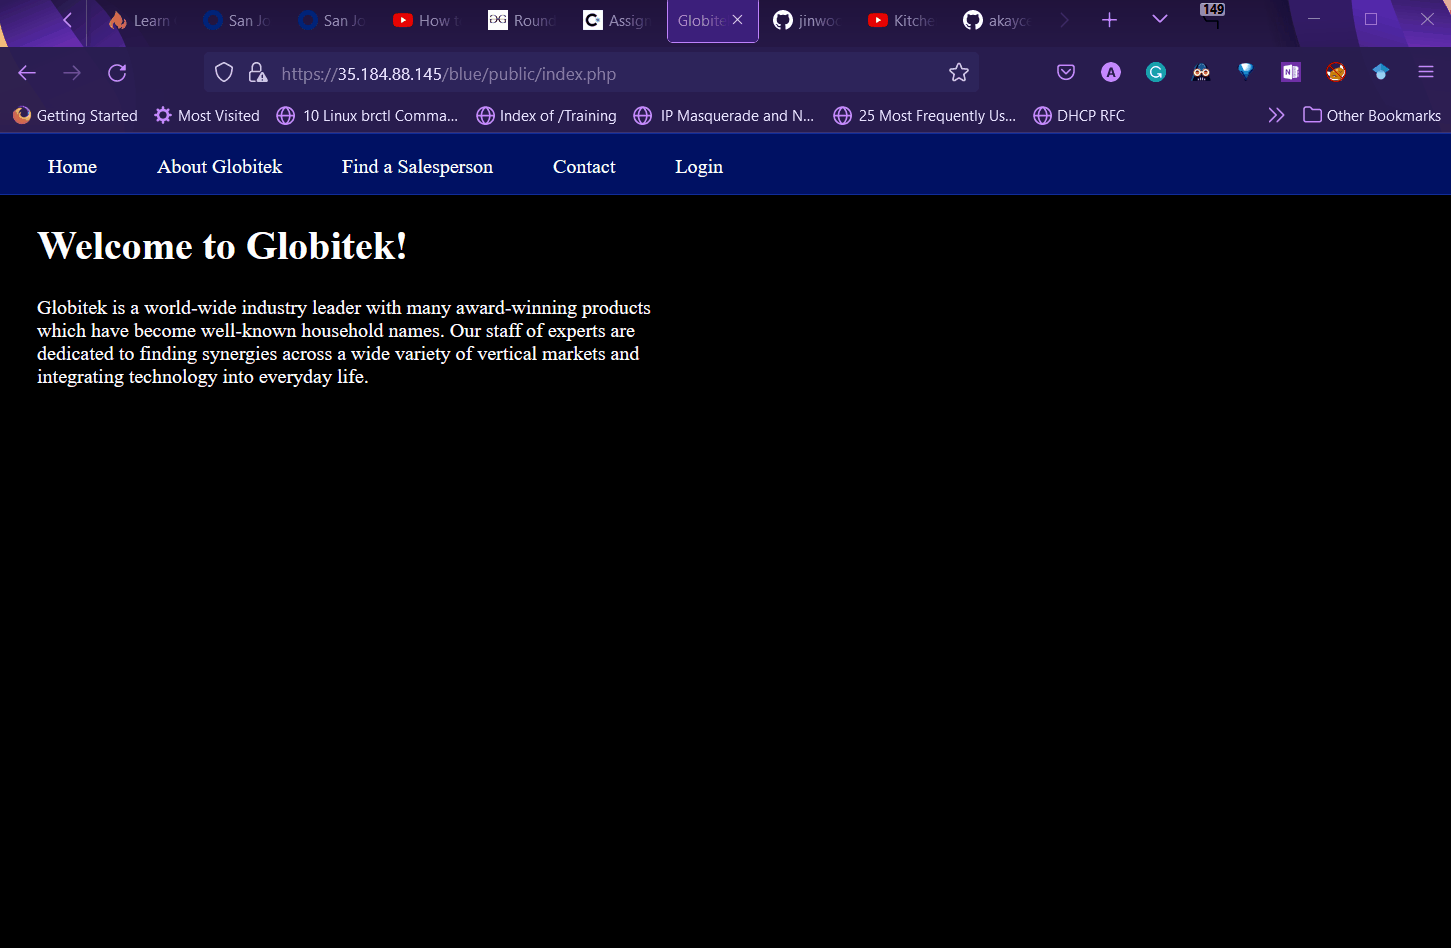 Learn
San Jo
San Jo
How t
ƏG Round
C Assign
Globite
jinwoo
Kitche
akayce
149
https://35.184.88.145/blue/public/index.php
A
G
N
Getting Started
Most Visited
10 Linux brctl Comma...
Index of /Training
IP Masquerade and N...
25 Most Frequently Us...
DHCP RFC
Other Bookmarks
Home
About Globitek
Find a Salesperson
Contact
Login
Welcome to Globitek!
Globitek is a world-wide industry leader with many award-winning products
which have become well-known household names. Our staff of experts are
dedicated to finding synergies across a wide variety of vertical markets and
integrating technology into everyday life.